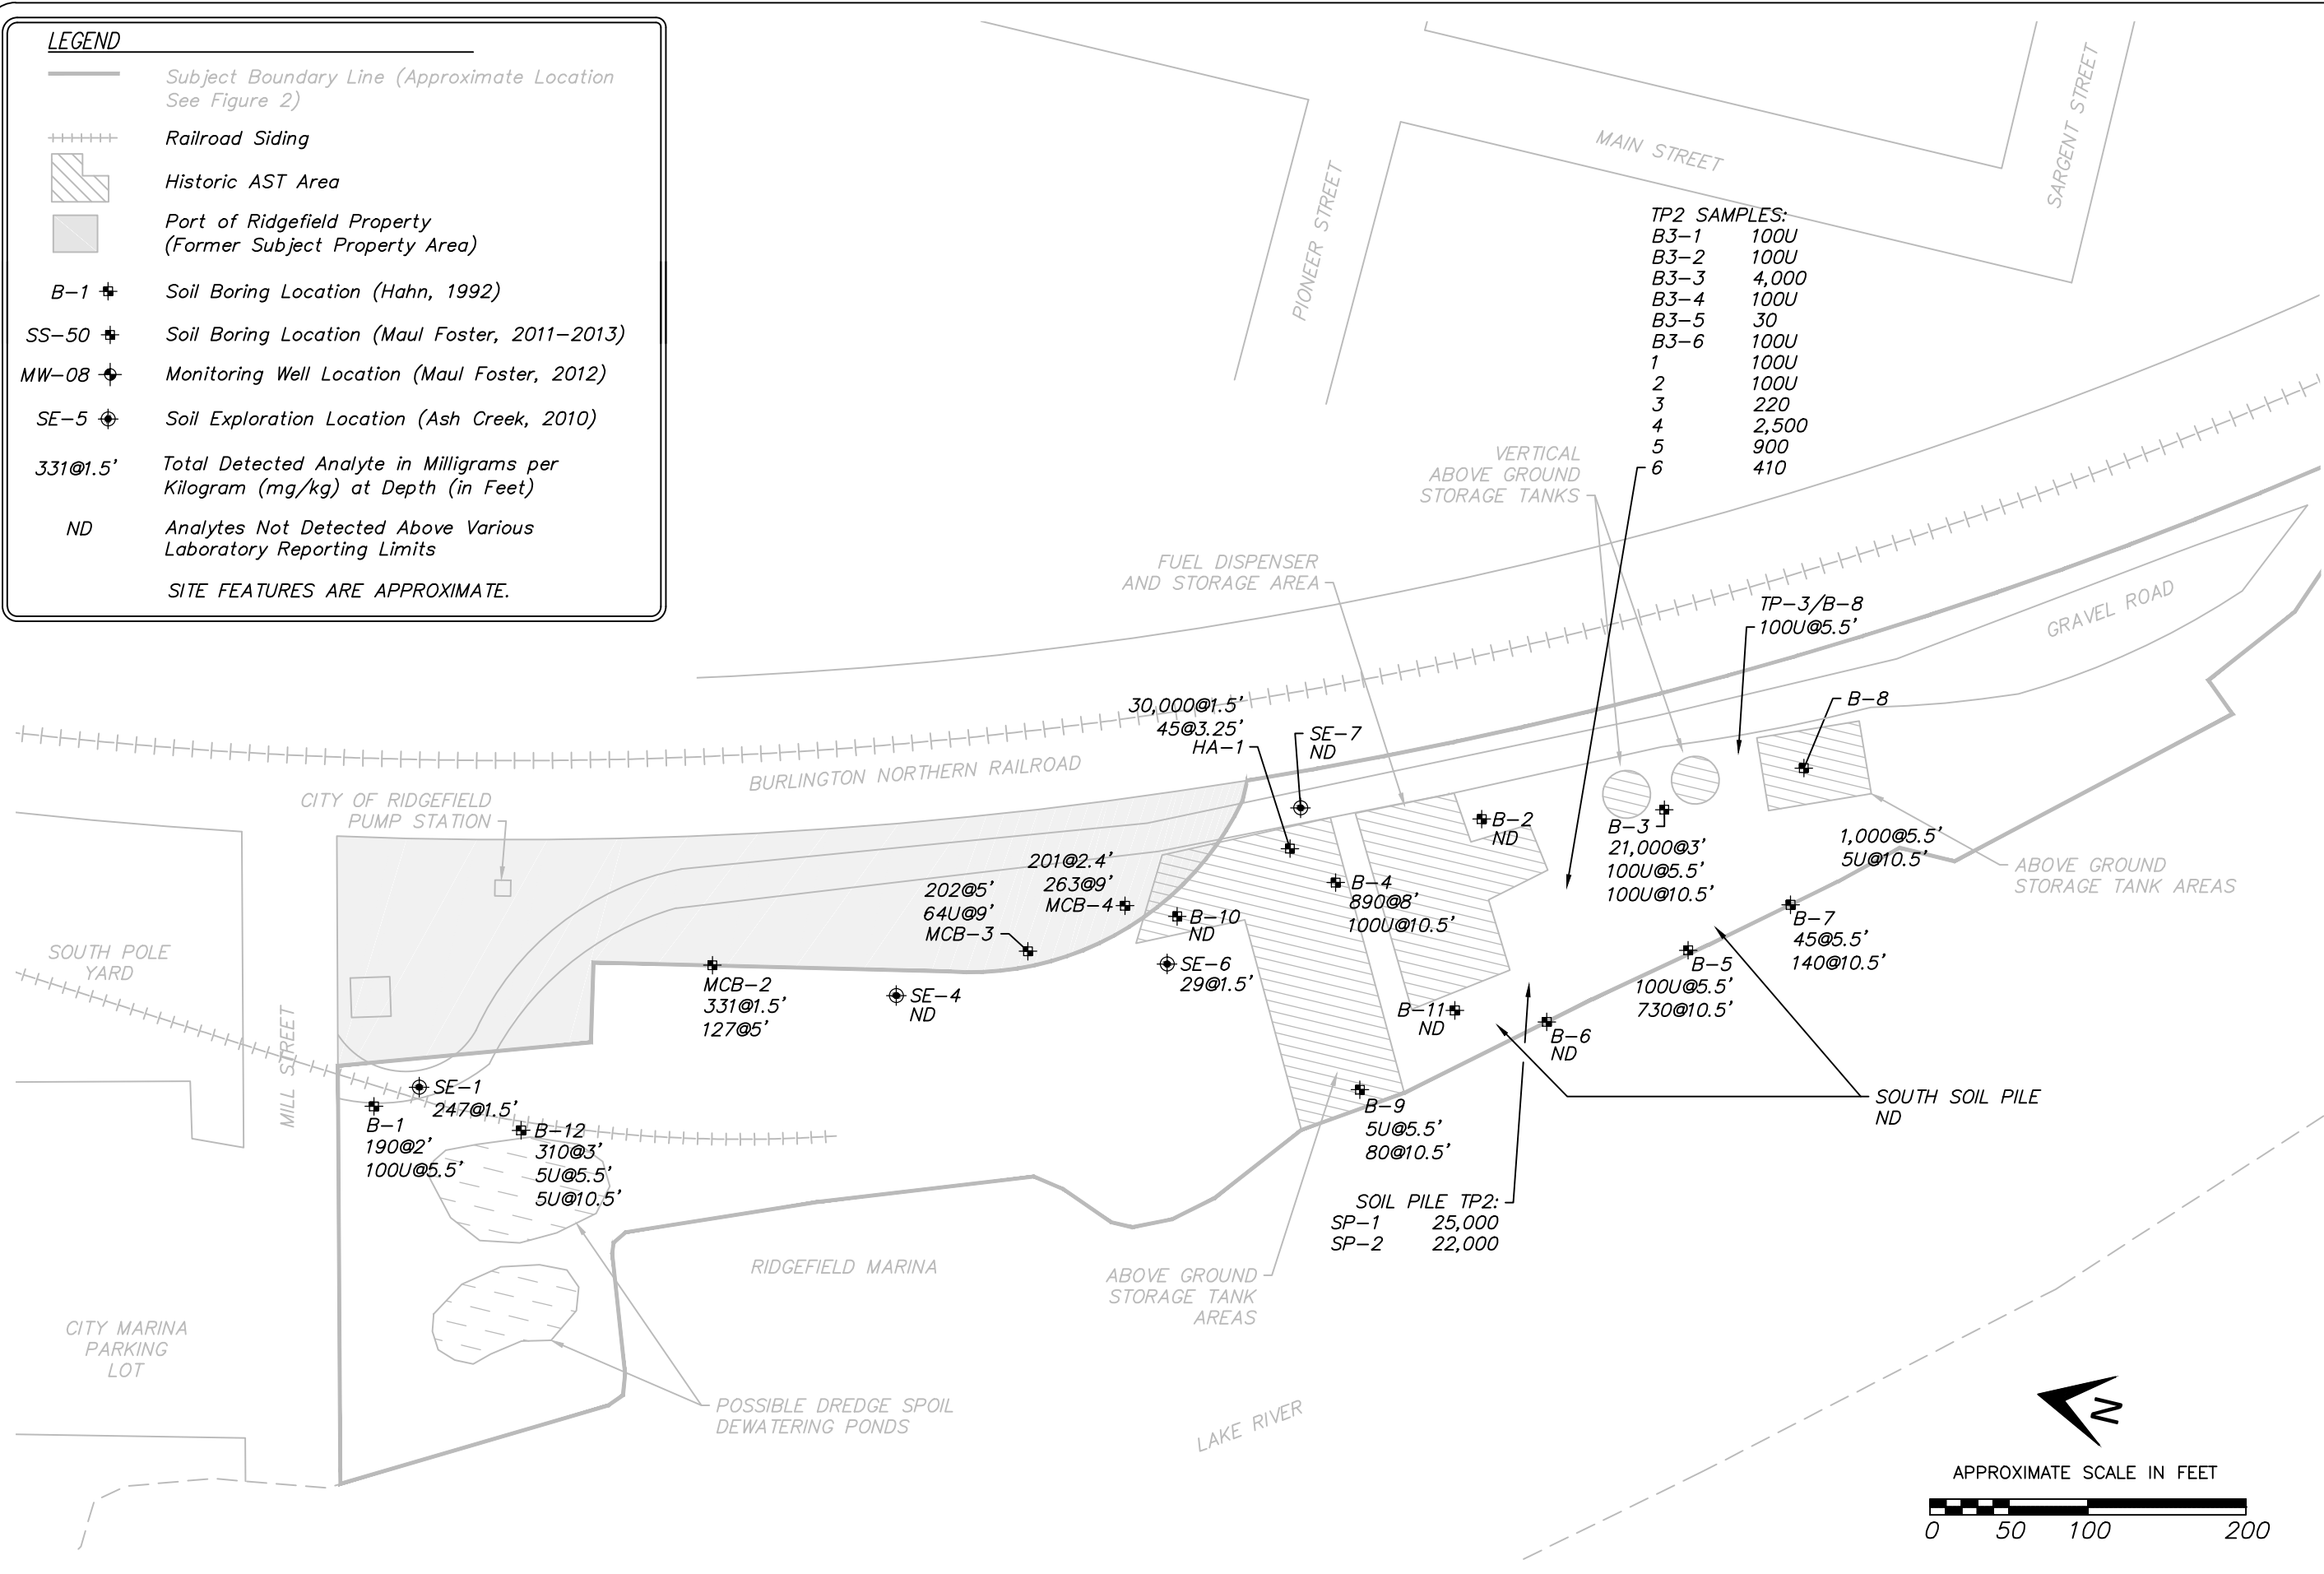 LEGEND
Subject Boundary Line (Approximate Location
See Figure 2)
Railroad Siding
Historic AST Area
Port of Ridgefield Property
(Former Subject Property Area)
B-1 Soil Boring Location (Hahn, 1992)
SS-50 Soil Boring Location (Maul Foster, 2011-2013)
MW-08 Monitoring Well Location (Maul Foster, 2012)
SE-5 Soil Exploration Location (Ash Creek, 2010)
331@1.5' Total Detected Analyte in Milligrams per
Kilogram (mg/kg) at Depth (in Feet)
ND Analytes Not Detected Above Various
Laboratory Reporting Limits
SITE FEATURES ARE APPROXIMATE.
PIONEER STREET
MAIN STREET
SARGENT STREET
TP2 SAMPLES:
B3-1 100U
B3-2 100U
B3-3 4,000
B3-4 100U
B3-5 30
B3-6 100U
1 100U
2 100U
3 220
4 2,500
5 900
6 410
VERTICAL
ABOVE GROUND
STORAGE TANKS
FUEL DISPENSER
AND STORAGE AREA
TP-3/B-8
100U@5.5'
GRAVEL ROAD
B-8
30,000@1.5'
45@3.25'
HA-1
SE-7
ND
BURLINGTON NORTHERN RAILROAD
CITY OF RIDGEFIELD
PUMP STATION
B-2
ND
B-3
21,000@3'
100U@5.5'
100U@10.5'
1,000@5.5'
5U@10.5'
ABOVE GROUND
STORAGE TANK AREAS
201@2.4'
263@9'
MCB-4
202@5'
64U@9'
MCB-3
B-4
890@8'
100U@10.5'
B-10
ND
B-7
45@5.5'
140@10.5'
SOUTH POLE
YARD
MILL STREET
MCB-2
331@1.5'
127@5'
SE-4
ND
SE-6
29@1.5'
B-5
100U@5.5'
730@10.5'
B-11
ND
B-6
ND
SE-1
247@1.5'
B-1
190@2'
100U@5.5'
B-12
310@3'
5U@5.5'
5U@10.5'
B-9
5U@5.5'
80@10.5'
SOUTH SOIL PILE
ND
SOIL PILE TP2:
SP-1 25,000
SP-2 22,000
RIDGEFIELD MARINA
ABOVE GROUND
STORAGE TANK
AREAS
CITY MARINA
PARKING
LOT
POSSIBLE DREDGE SPOIL
DEWATERING PONDS
LAKE RIVER
N
APPROXIMATE SCALE IN FEET
0 50 100 200